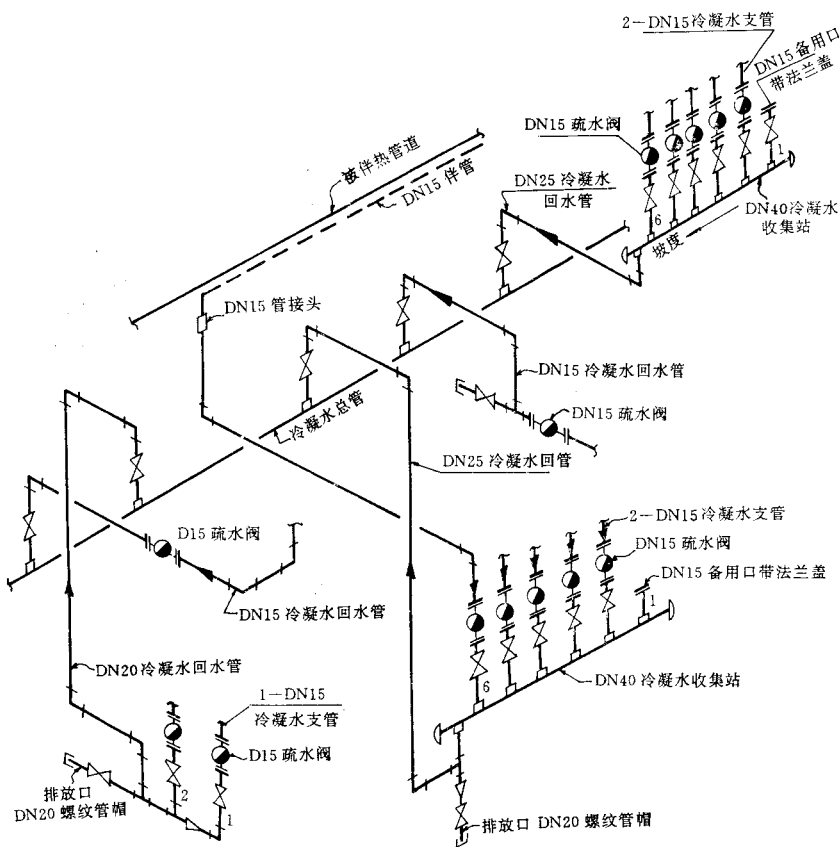 2—DN15冷凝水支管
DN15备用口
带法兰盖
DN15 疏水阀
被伴热管道
DN15 伴管
DN25 冷凝水
回水管
1
6
DN40冷凝水
收集站
坡度
DN15 管接头
DN15 冷凝水回水管
DN15 疏水阀
冷凝水总管
DN25 冷凝水回管
D15 疏水阀
2—DN15冷凝水支管
DN15 疏水阀
DN15 备用口带法兰盖
1
DN15 冷凝水回水管
6
DN20冷凝水回水管
DN40 冷凝水收集站
1—DN15
冷凝水支管
D15 疏水阀
排放口
DN20 螺纹管帽
2
1
排放口 DN20 螺纹管帽